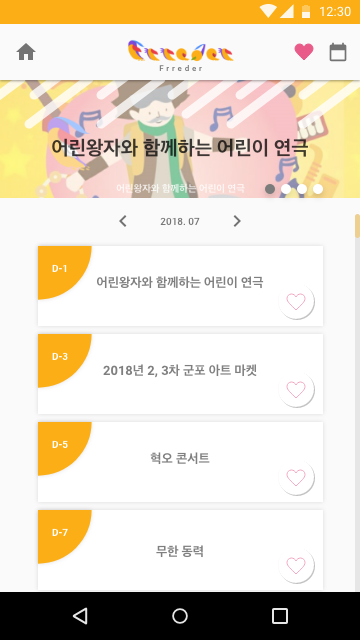 12:30
Frreder
Frreder
어린왕자와 함께하는 어린이 연극
어린왕자와 함께하는 어린이 연극
2018. 07
D-1
어린왕자와 함께하는 어린이 연극
D-3
2018년 2, 3차 군포 아트 마켓
D-5
혁오 콘서트
D-7
무한 동력